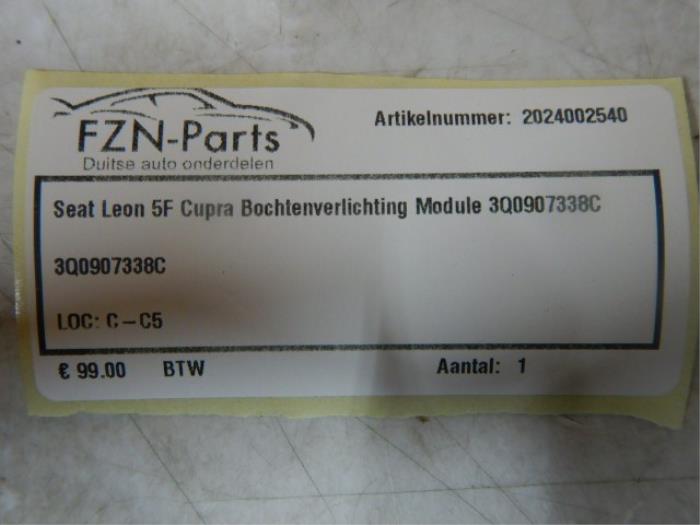 FZN-Parts
Duitse auto onderdelen
Artikelnummer: 2024002540
Seat Leon 5F Cupra Bochtenverlichting Module 3Q0907338C
3Q0907338C
LOC: C-C5
€ 99.00 BTW Aantal: 1